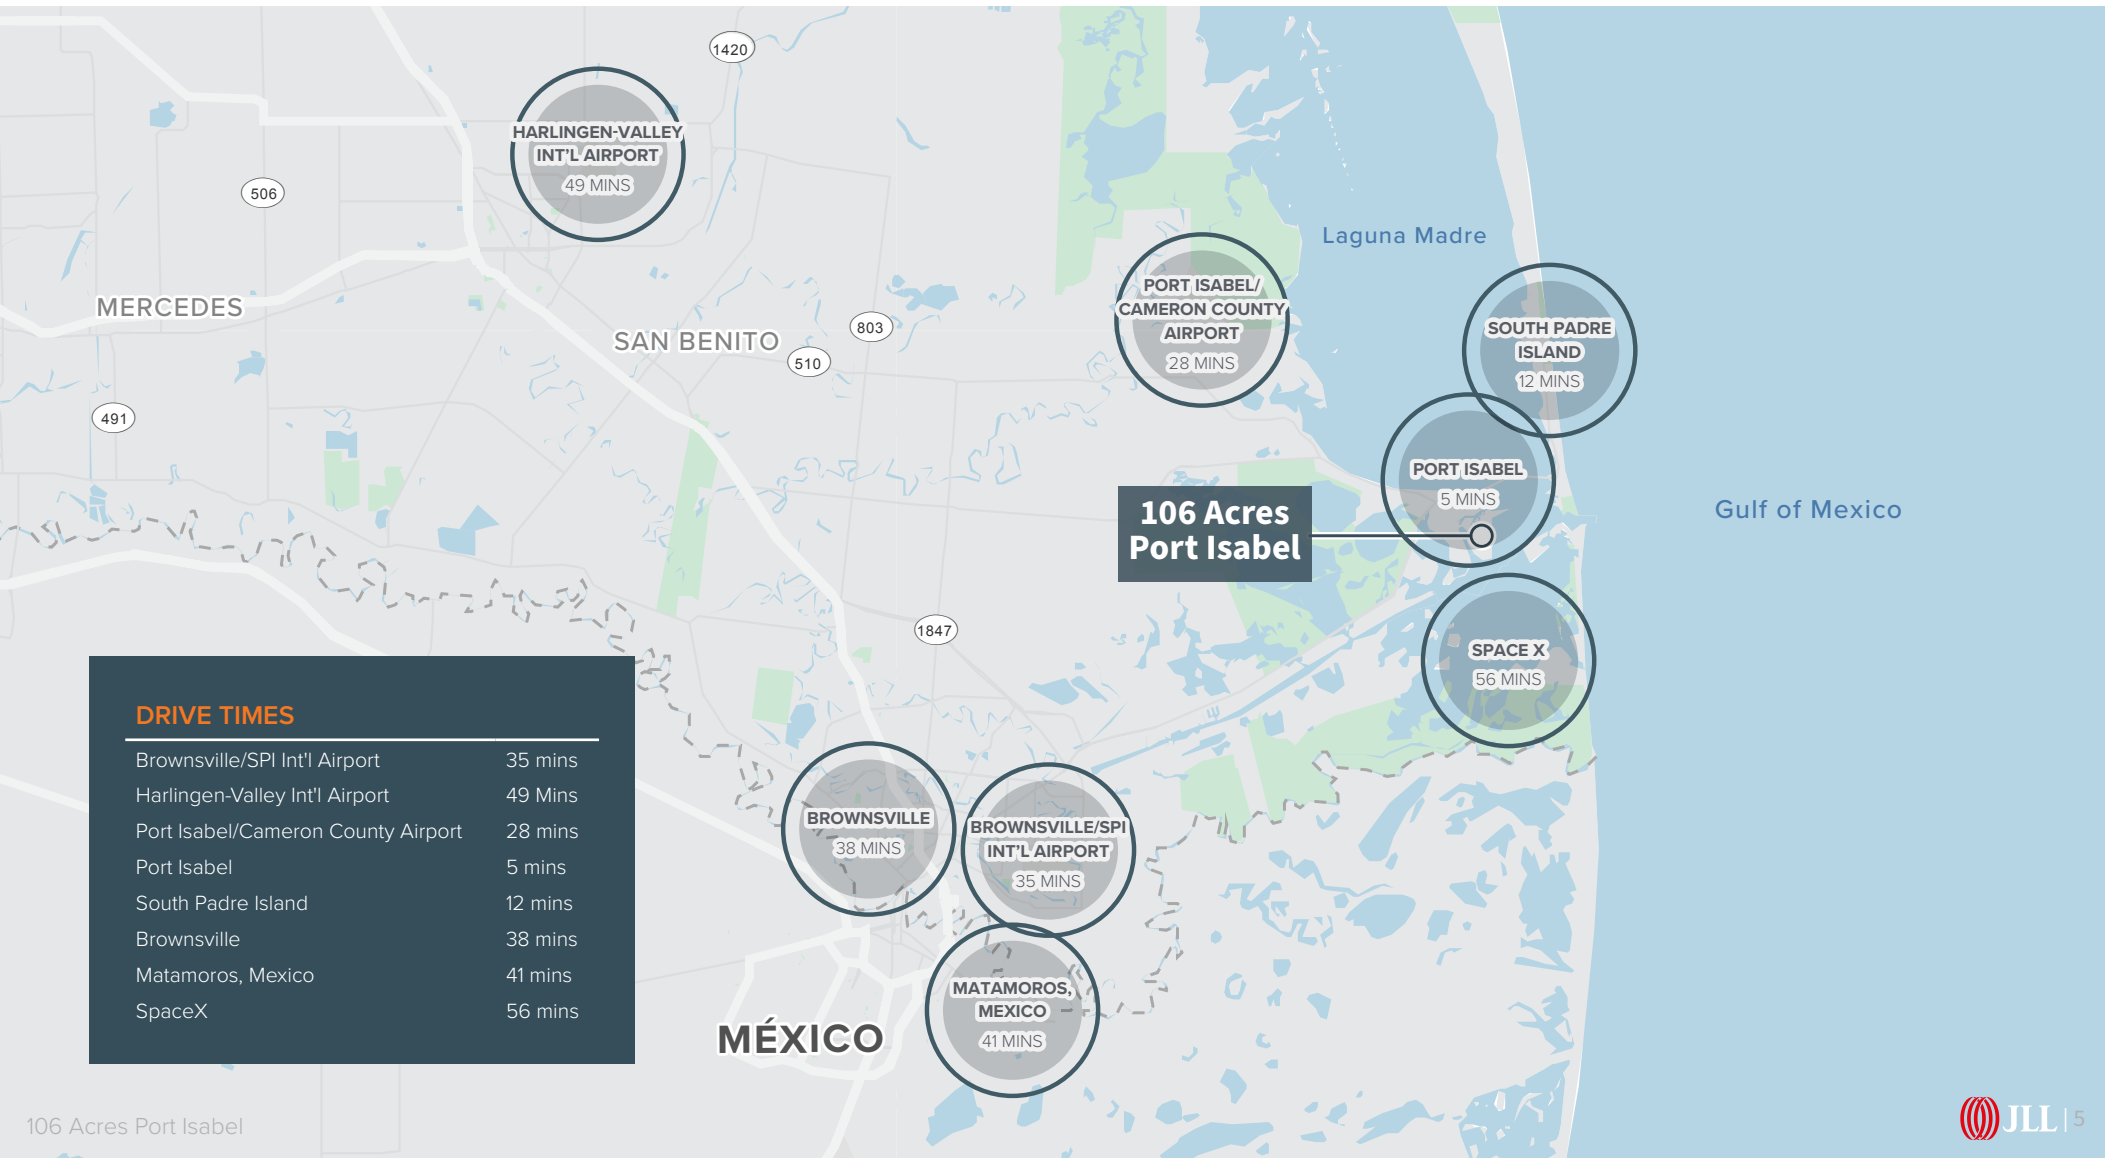 1420
HARLINGEN-VALLEY
INT'L AIRPORT
49 MINS
506
Laguna Madre
MERCEDES
SAN BENITO
803
510
PORT ISABEL/
CAMERON COUNTY
AIRPORT
28 MINS
SOUTH PADRE
ISLAND
12 MINS
491
PORT ISABEL
5 MINS
106 Acres
Port Isabel
Gulf of Mexico
1847
SPACE X
56 MINS
DRIVE TIMES
Brownsville/SPI Int'l Airport 35 mins
Harlingen-Valley Int'l Airport 49 Mins
Port Isabel/Cameron County Airport 28 mins
Port Isabel 5 mins
South Padre Island 12 mins
Brownsville 38 mins
Matamoros, Mexico 41 mins
SpaceX 56 mins
BROWNSVILLE
38 MINS
BROWNSVILLE/SPI
INT'L AIRPORT
35 MINS
MATAMOROS,
MEXICO
41 MINS
MÉXICO
106 Acres Port Isabel
JLL | 5